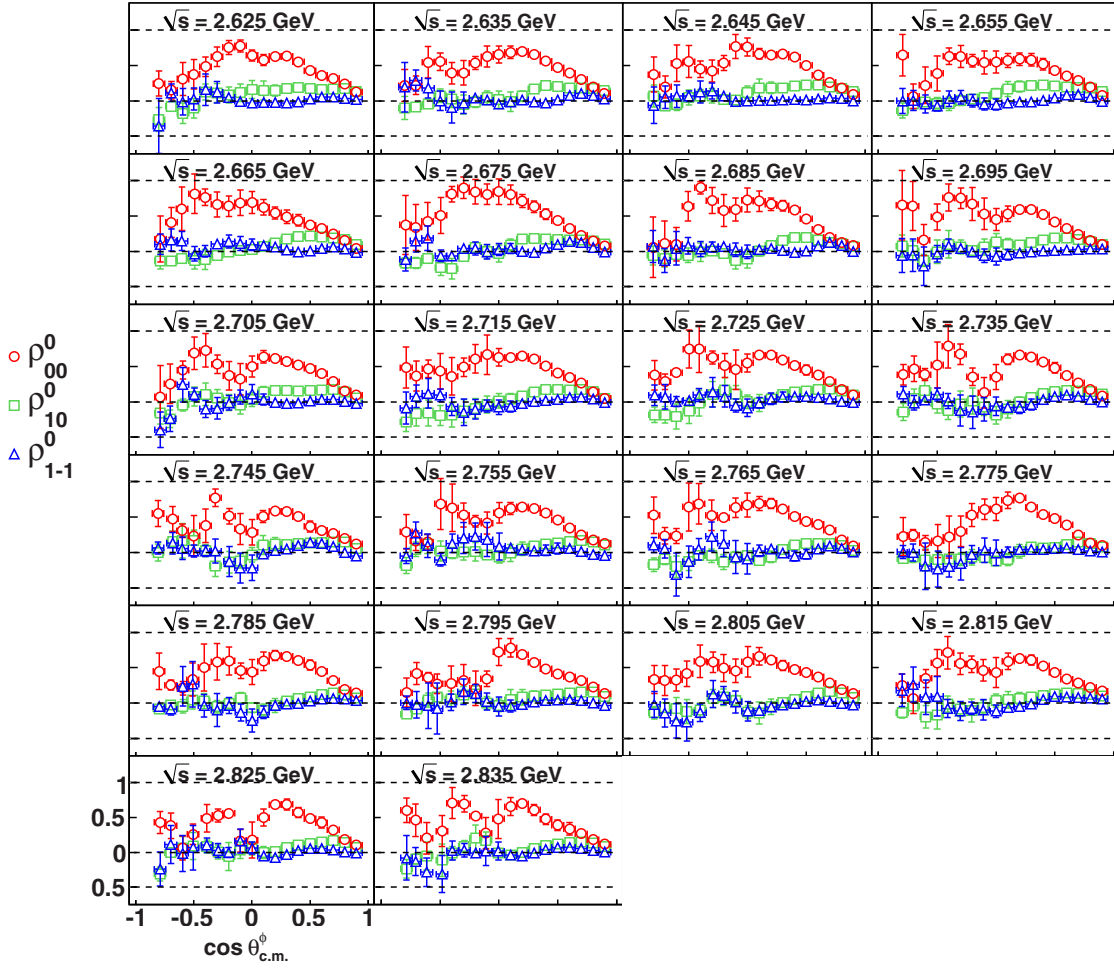 √s = 2.625 GeV √s = 2.635 GeV √s = 2.645 GeV √s = 2.655 GeV
√s = 2.665 GeV √s = 2.675 GeV √s = 2.685 GeV √s = 2.695 GeV
√s = 2.705 GeV √s = 2.715 GeV √s = 2.725 GeV √s = 2.735 GeV
ρ⁰₀₀
ρ⁰₁₀
ρ⁰₁₋₁
√s = 2.745 GeV √s = 2.755 GeV √s = 2.765 GeV √s = 2.775 GeV
√s = 2.785 GeV √s = 2.795 GeV √s = 2.805 GeV √s = 2.815 GeV
√s = 2.825 GeV √s = 2.835 GeV
1
0.5
0
0.5
-1 -0.5 0 0.5 1
cos θ^ϕ_c.m.